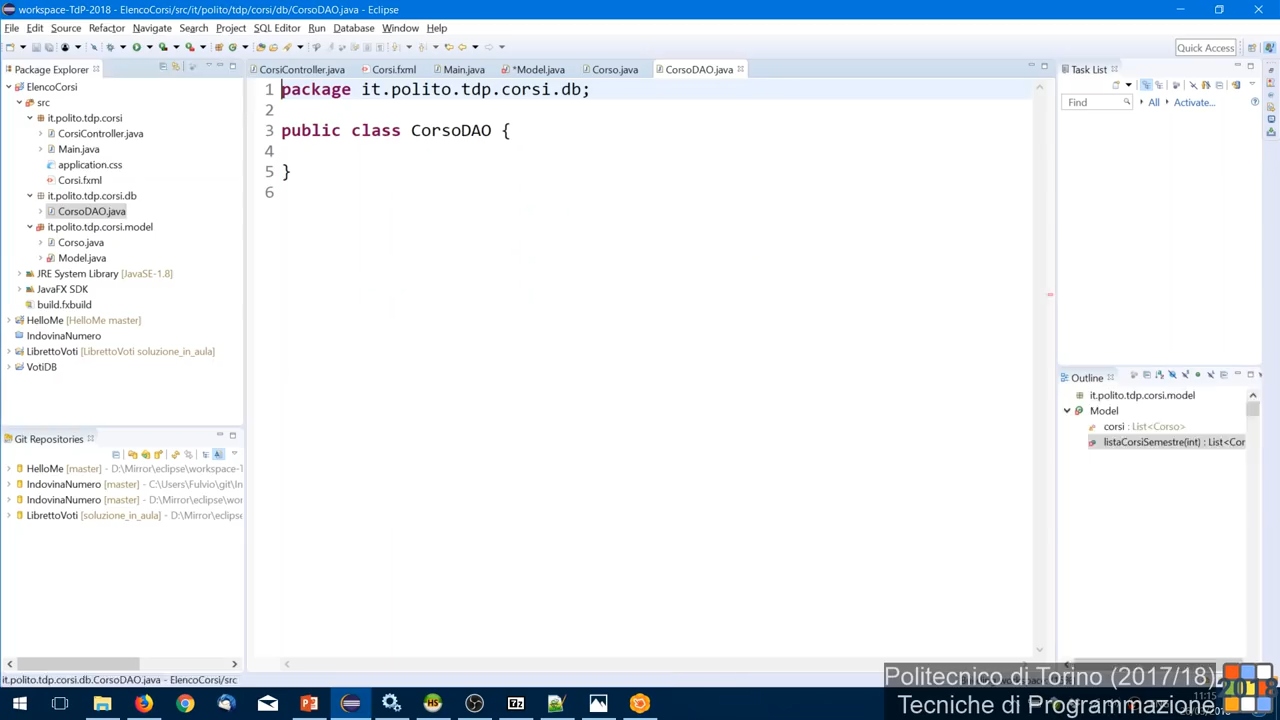 workspace-TdP-2018 - ElencoCorsi/src/it/polito/tdp/corsi/db/CorsoDAO.java - Eclipse
File Edit Source Refactor Navigate Search Project SQL Editor Run Database Window Help
Quick Access
Package Explorer
ElencoCorsi
src
it.polito.tdp.corsi
CorsiController.java
Main.java
application.css
Corsi.fxml
it.polito.tdp.corsi.db
CorsoDAO.java
it.polito.tdp.corsi.model
Corso.java
Model.java
JRE System Library [JavaSE-1.8]
JavaFX SDK
build.fxbuild
HelloMe [HelloMe master]
IndovinaNumero
LibrettoVoti [LibrettoVoti soluzione_in_aula]
VotiDB
Git Repositories
HelloMe [master] - D:\Mirror\eclipse\workspace-T
IndovinaNumero [master] - C:\Users\Fulvio\git\In
IndovinaNumero [master] - D:\Mirror\eclipse\wor
LibrettoVoti [soluzione_in_aula] - D:\Mirror\eclipse
CorsiController.java Corsi.fxml Main.java *Model.java Corso.java CorsoDAO.java
1 package it.polito.tdp.corsi.db;
2
3 public class CorsoDAO {
4
5 }
6
Task List
Find All Activate...
Outline
it.polito.tdp.corsi.model
Model
corsi : List<Corso>
listaCorsiSemestre(int) : List<Cor
it.polito.tdp.corsi.db.CorsoDAO.java - ElencoCorsi/src
Politecnico di Torino (2017/18)
Tecniche di Programmazione
2018
11:15